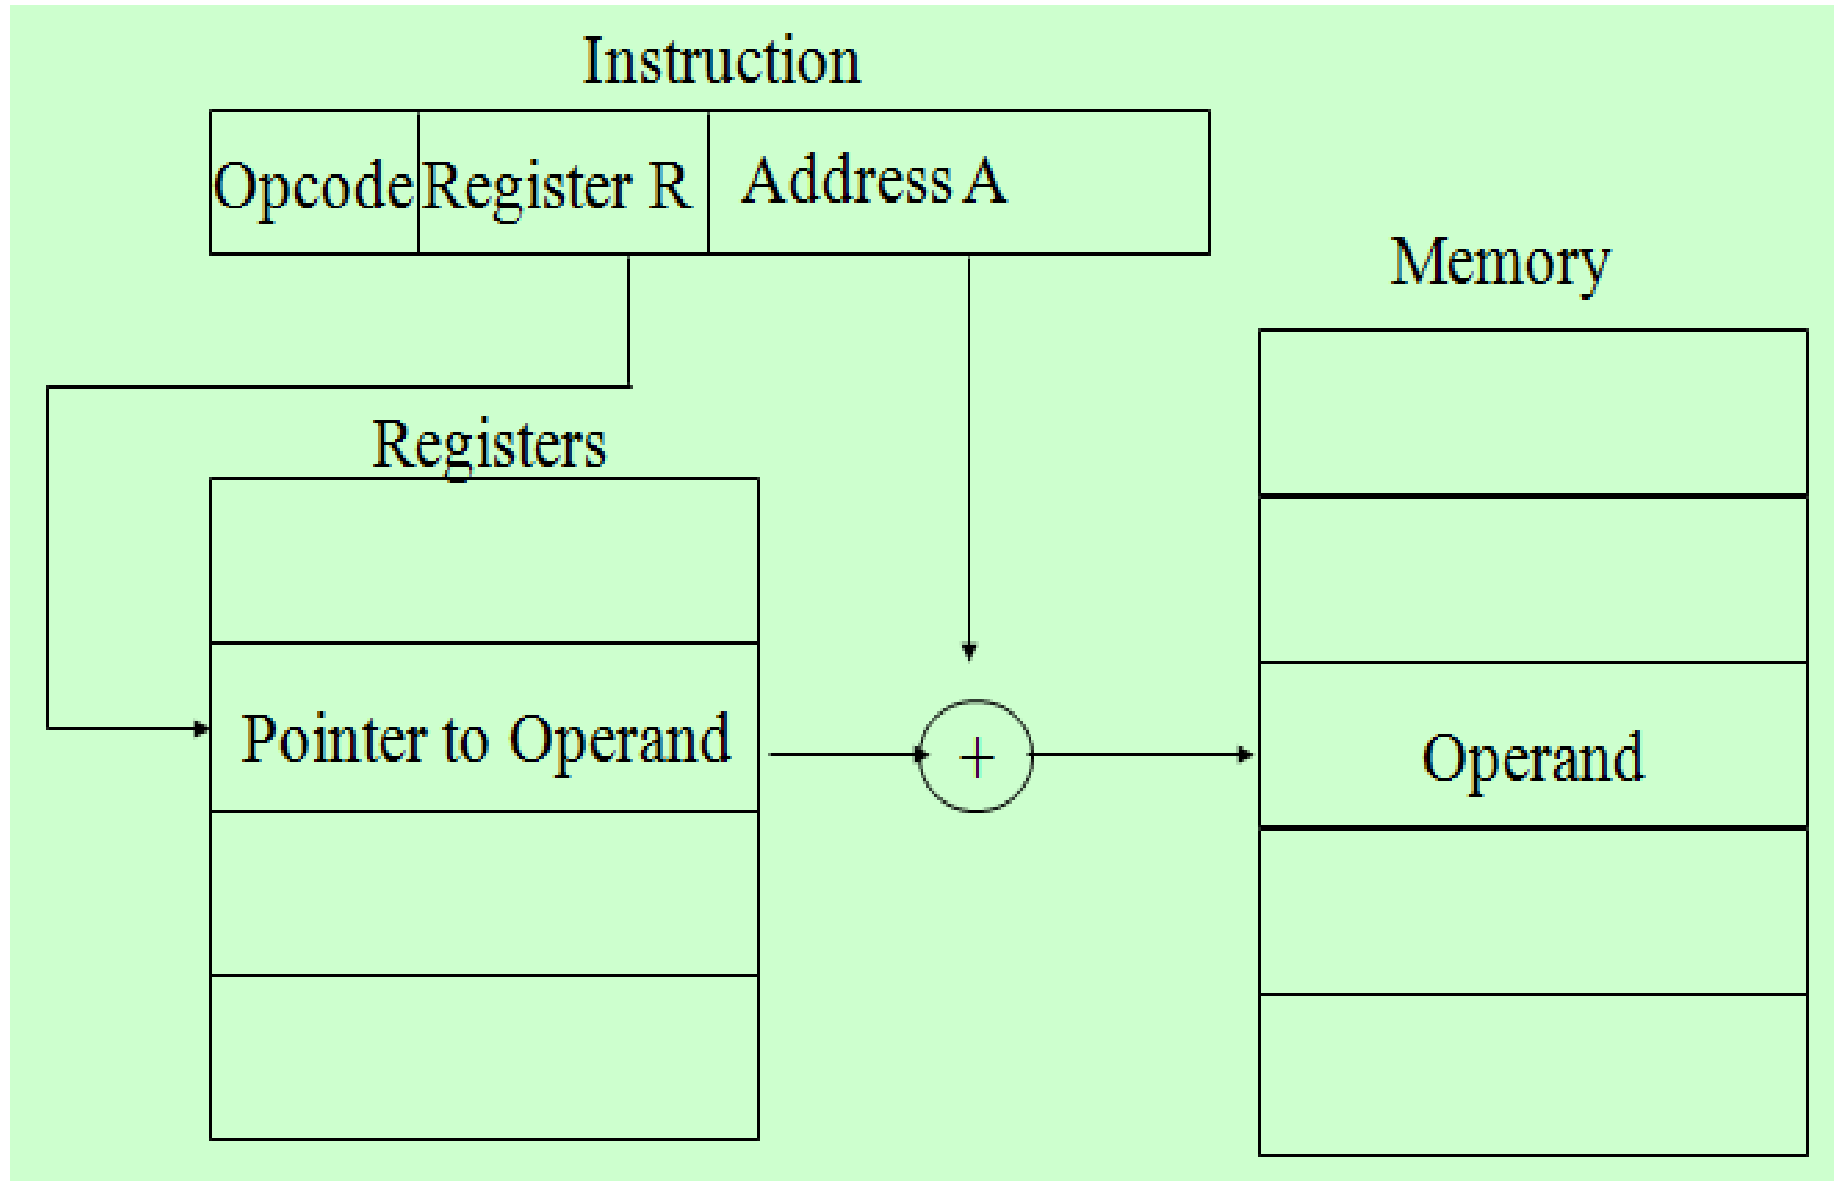 Instruction
Opcode Register R Address A
Memory
Registers
Pointer to Operand
+
Operand